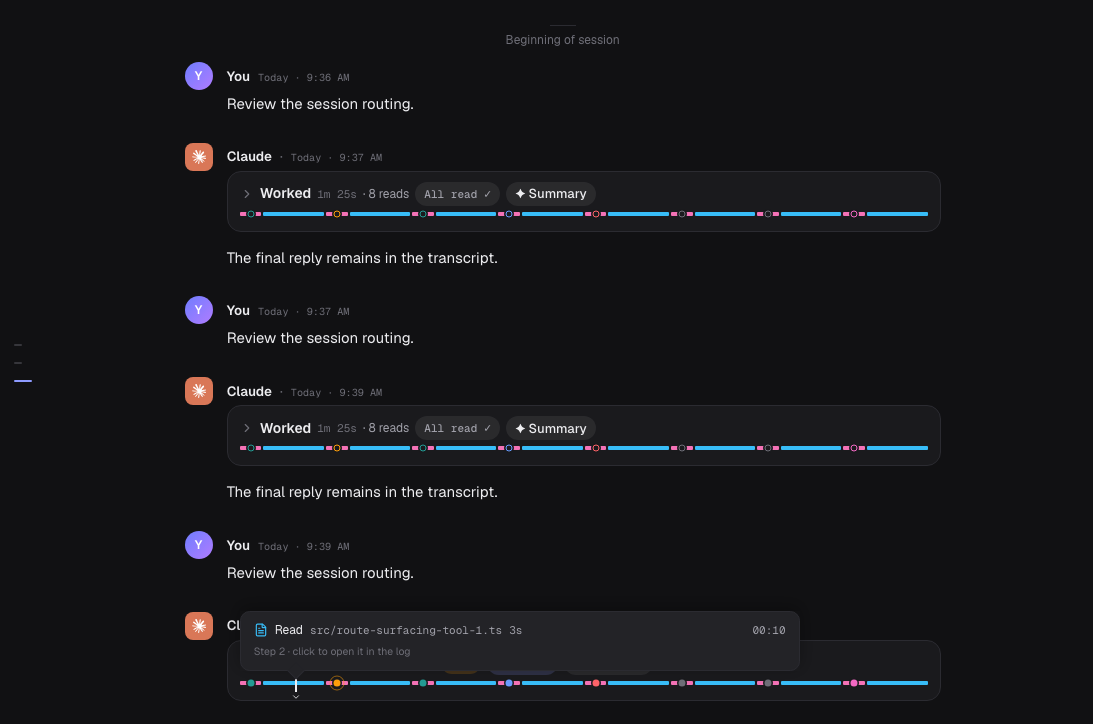 Beginning of session
Y You Today · 9:36 AM
Review the session routing.
Claude · Today · 9:37 AM
Worked 1m 25s · 8 reads All read ✓ ✦ Summary
The final reply remains in the transcript.
Y You Today · 9:37 AM
Review the session routing.
Claude · Today · 9:39 AM
Worked 1m 25s · 8 reads All read ✓ ✦ Summary
The final reply remains in the transcript.
Y You Today · 9:39 AM
Review the session routing.
Read src/route-surfacing-tool-1.ts 3s 00:10
Step 2 · click to open it in the log